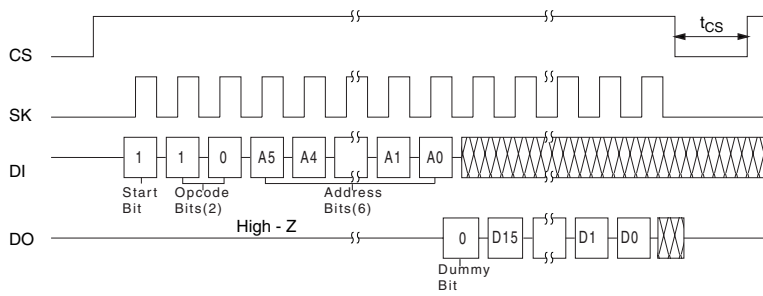 tCS
CS
SK
1 1 0 A5 A4 A1 A0
DI
Start Bit
Opcode Bits(2)
Address Bits(6)
High - Z
0 D15 D1 D0
DO
Dummy Bit